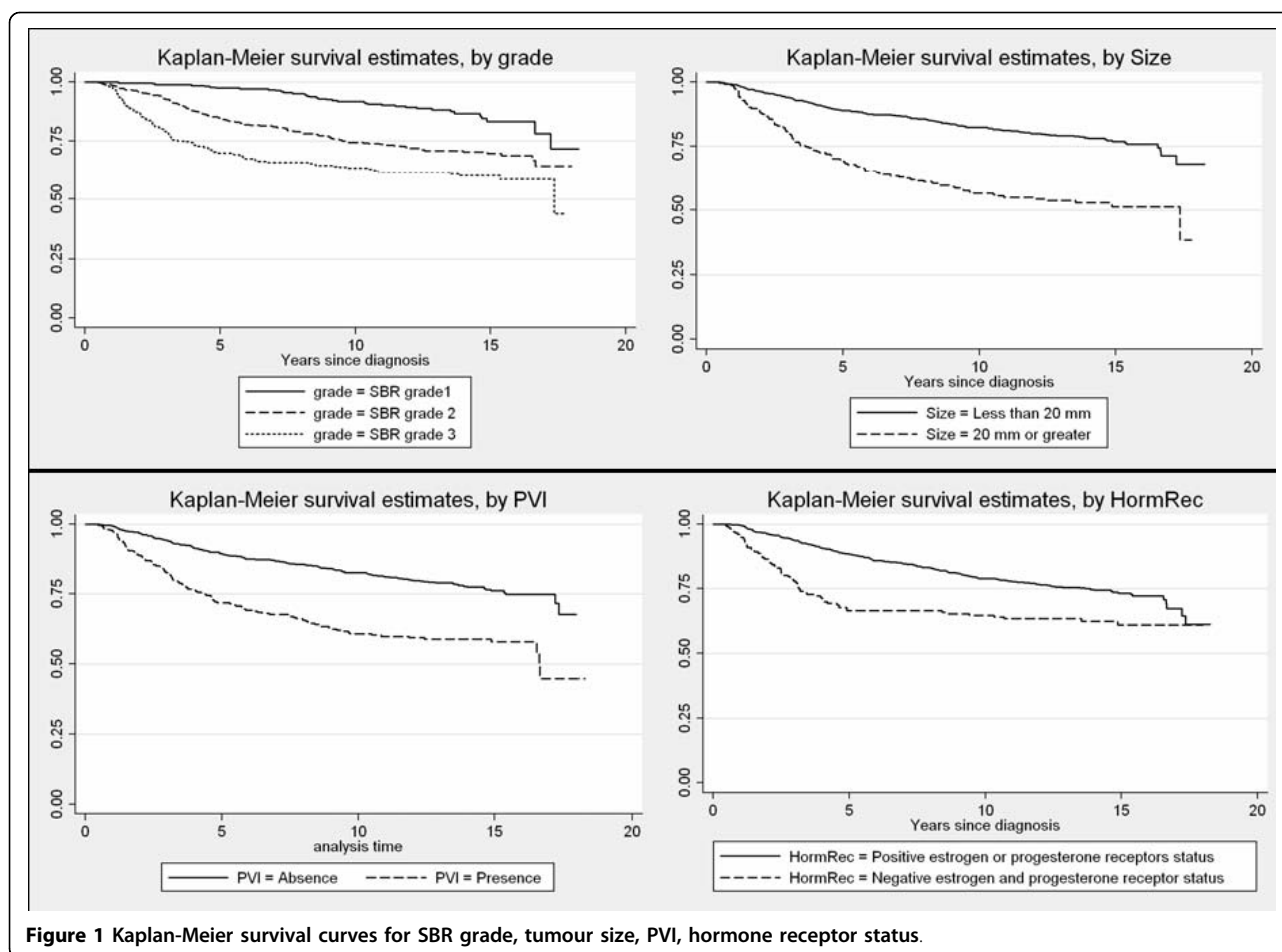 Kaplan-Meier survival estimates, by grade
1.00
0.75
0.50
0.25
0.00
0 5 10 15 20
Years since diagnosis
grade = SBR grade1
grade = SBR grade 2
grade = SBR grade 3
Kaplan-Meier survival estimates, by Size
1.00
0.75
0.50
0.25
0.00
0 5 10 15 20
Years since diagnosis
Size = Less than 20 mm
Size = 20 mm or greater
Kaplan-Meier survival estimates, by PVI
1.00
0.75
0.50
0.25
0.00
0 5 10 15 20
analysis time
PVI = Absence PVI = Presence
Kaplan-Meier survival estimates, by HormRec
1.00
0.75
0.50
0.25
0.00
0 5 10 15 20
Years since diagnosis
HormRec = Positive estrogen or progesterone receptors status
HormRec = Negative estrogen and progesterone receptor status
Figure 1 Kaplan-Meier survival curves for SBR grade, tumour size, PVI, hormone receptor status.